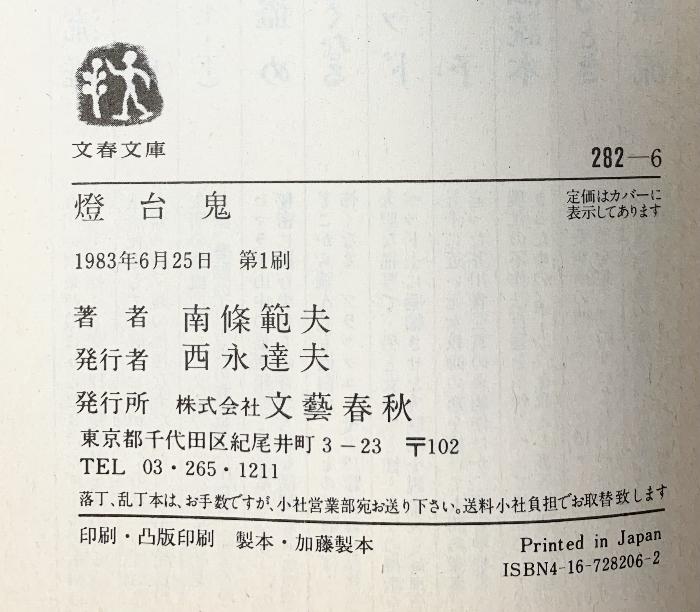 文春文庫
282—6
燈台鬼
定価はカバーに
表示してあります
1983年6月25日　第1刷
著　者　南條範夫
発行者　西永達夫
発行所　株式会社文藝春秋
東京都千代田区紀尾井町3－23　〒102
TEL 03・265・1211
落丁、乱丁本は、お手数ですが、小社営業部宛お送り下さい。送料小社負担でお取替致します
印刷・凸版印刷　製本・加藤製本
Printed in Japan
ISBN4-16-728206-2